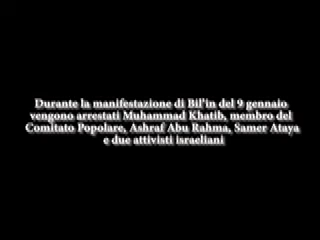 Durante la manifestazione di Bil'in del 9 gennaio
vengono arrestati Muhammad Khatib, membro del
Comitato Popolare, Ashraf Abu Rahma, Samer Ataya
e due attivisti israeliani